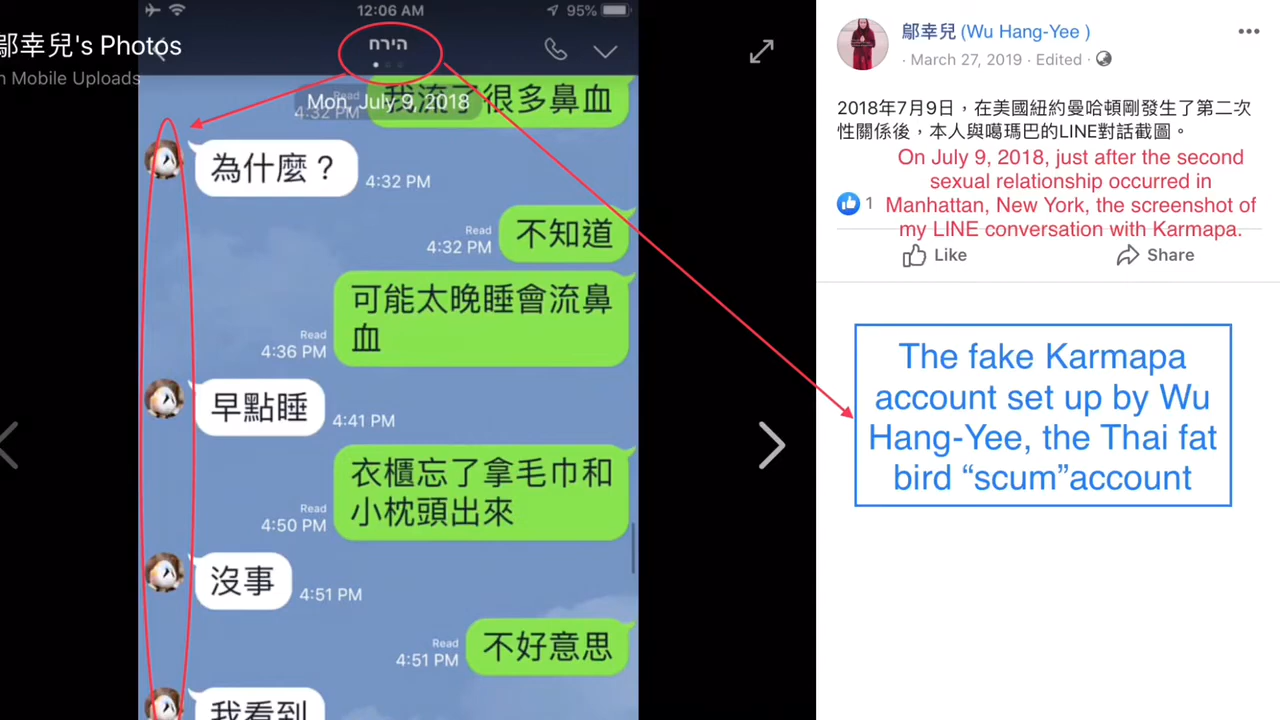 12:06 AM
95%
鄔幸兒's Photos
n Mobile Uploads
הירח
Mon, July 9, 2018
我流了很多鼻血
Read
4:32 PM
為什麼？
4:32 PM
不知道
Read
4:32 PM
可能太晚睡會流鼻
血
Read
4:36 PM
早點睡
4:41 PM
衣櫃忘了拿毛巾和
小枕頭出來
Read
4:50 PM
沒事
4:51 PM
不好意思
Read
4:51 PM
我看到
鄔幸兒 (Wu Hang-Yee )
· March 27, 2019 · Edited ·
2018年7月9日，在美國紐約曼哈頓剛發生了第二次
性關係後，本人與噶瑪巴的LINE對話截圖。
On July 9, 2018, just after the second
sexual relationship occurred in
Manhattan, New York, the screenshot of
my LINE conversation with Karmapa.
1
Like
Share
The fake Karmapa
account set up by Wu
Hang-Yee, the Thai fat
bird “scum”account